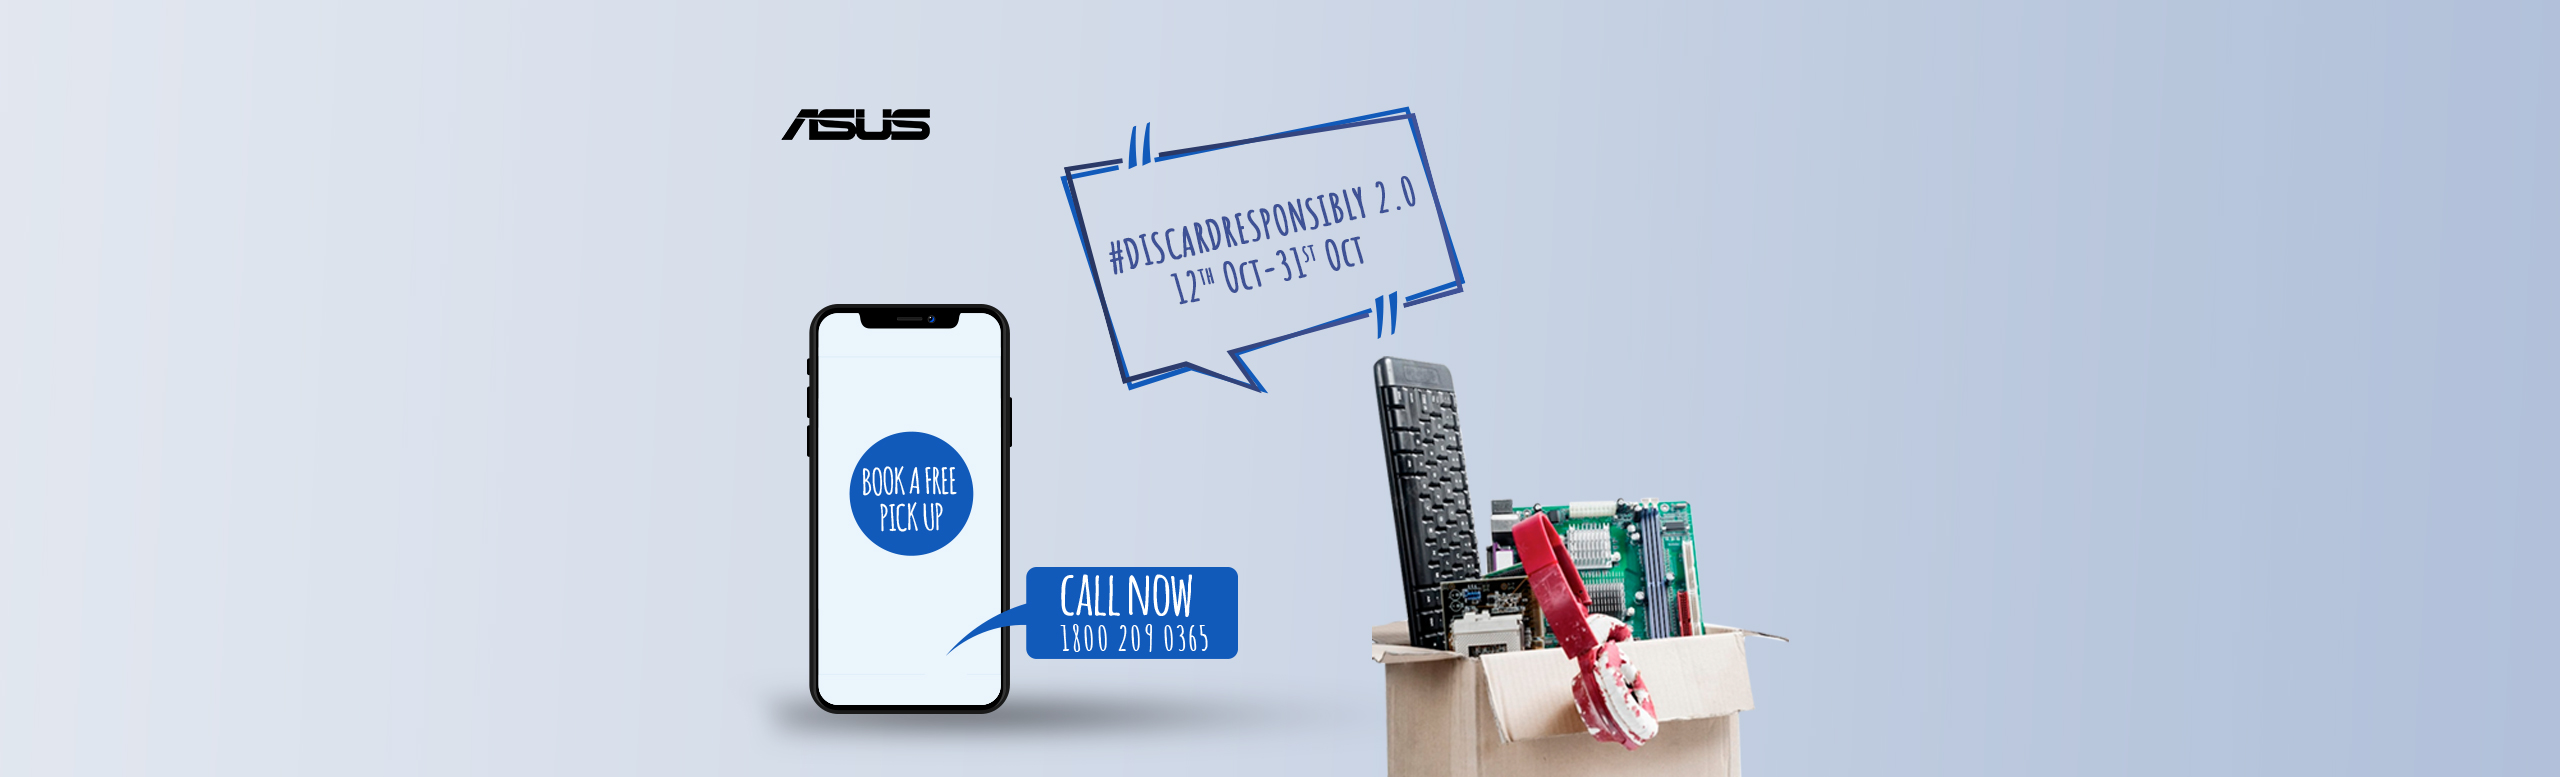 ASUS
#DISCARDRESPONSIBLY 2.0
12TH OCT-31ST OCT
BOOK A FREE
PICK UP
CALL NOW
1800 209 0365